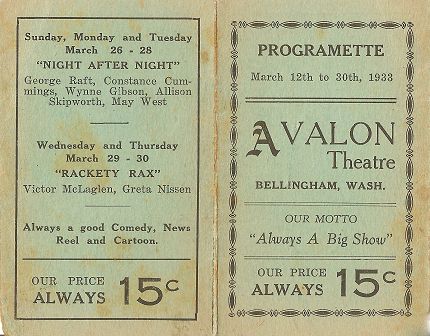 Sunday, Monday and Tuesday
March 26 - 28
"NIGHT AFTER NIGHT"
George Raft, Constance Cum-
mings, Wynne Gibson, Allison
Skipworth, May West
Wednesday and Thursday
March 29 - 30
"RACKETY RAX"
Victor McLaglen, Greta Nissen
Always a good Comedy, News
Reel and Cartoon.
OUR PRICE
ALWAYS 15c
PROGRAMETTE
March 12th to 30th, 1933
AVALON
Theatre
BELLINGHAM, WASH.
OUR MOTTO
"Always A Big Show"
OUR PRICE
ALWAYS 15c